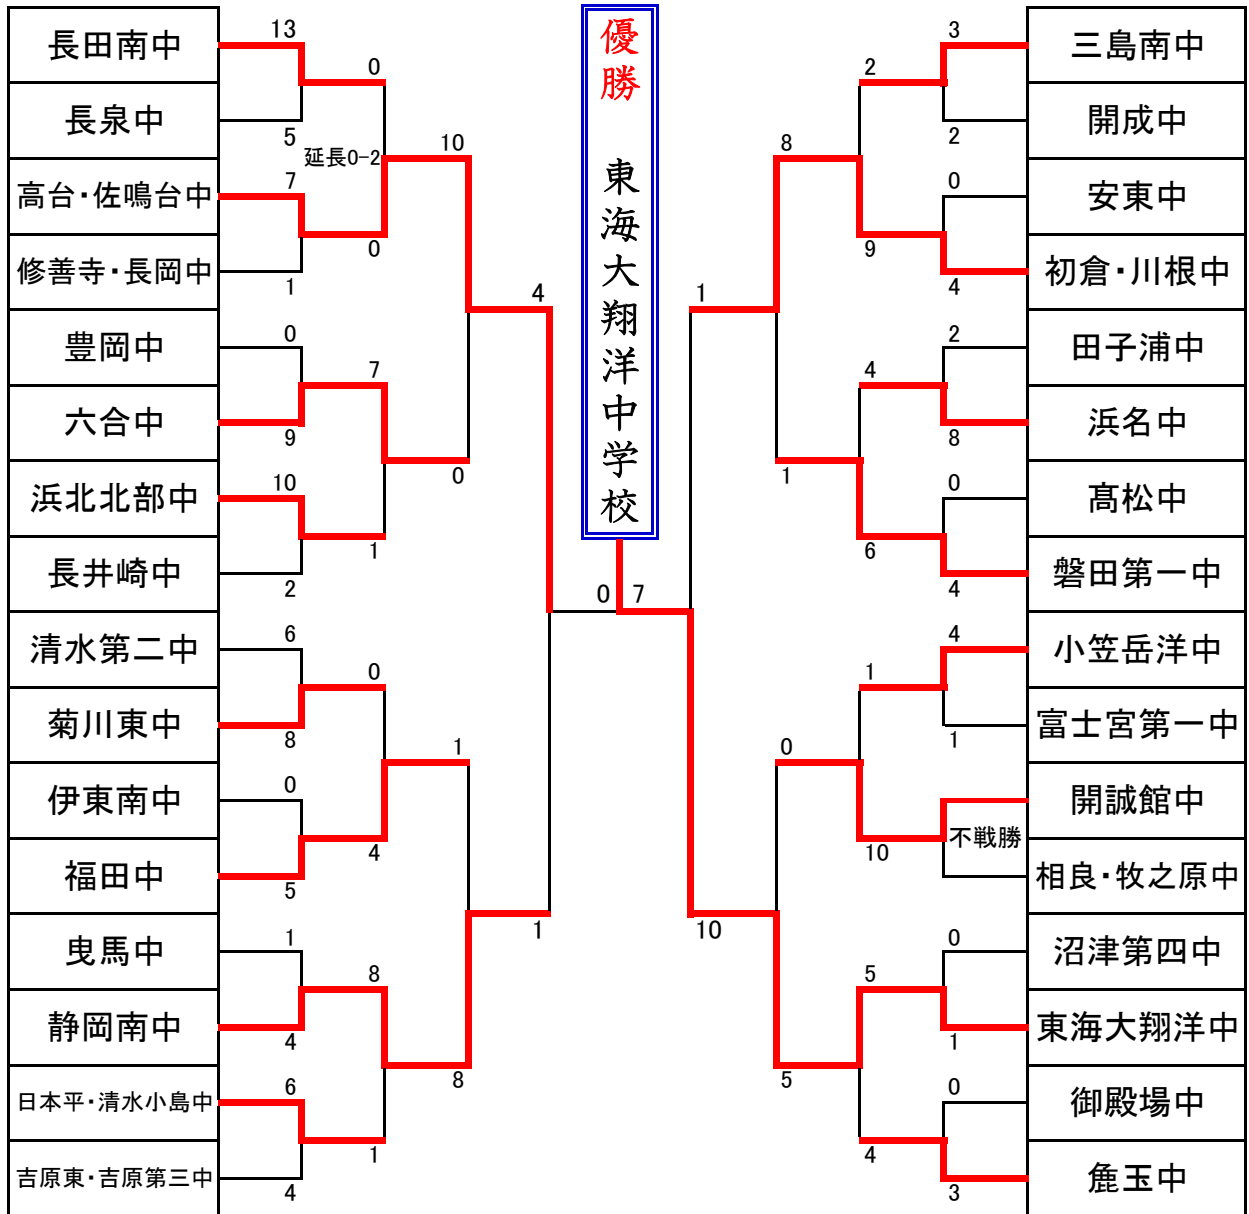 長田南中
長泉中
高台・佐鳴台中
修善寺・長岡中
豊岡中
六合中
浜北北部中
長井崎中
清水第二中
菊川東中
伊東南中
福田中
曳馬中
静岡南中
日本平・清水小島中
吉原東・吉原第三中
13
5
7
1
0
9
10
2
6
8
0
5
1
4
6
4
0
延長0-2
0
7
1
0
4
8
1
10
0
1
8
4
1
優勝 東海大翔洋中学校
0 7
1
10
8
1
0
5
2
9
4
6
1
10
5
4
3
2
0
4
2
8
0
4
4
1
不戦勝
0
1
0
3
三島南中
開成中
安東中
初倉・川根中
田子浦中
浜名中
髙松中
磐田第一中
小笠岳洋中
富士宮第一中
開誠館中
相良・牧之原中
沼津第四中
東海大翔洋中
御殿場中
麁玉中